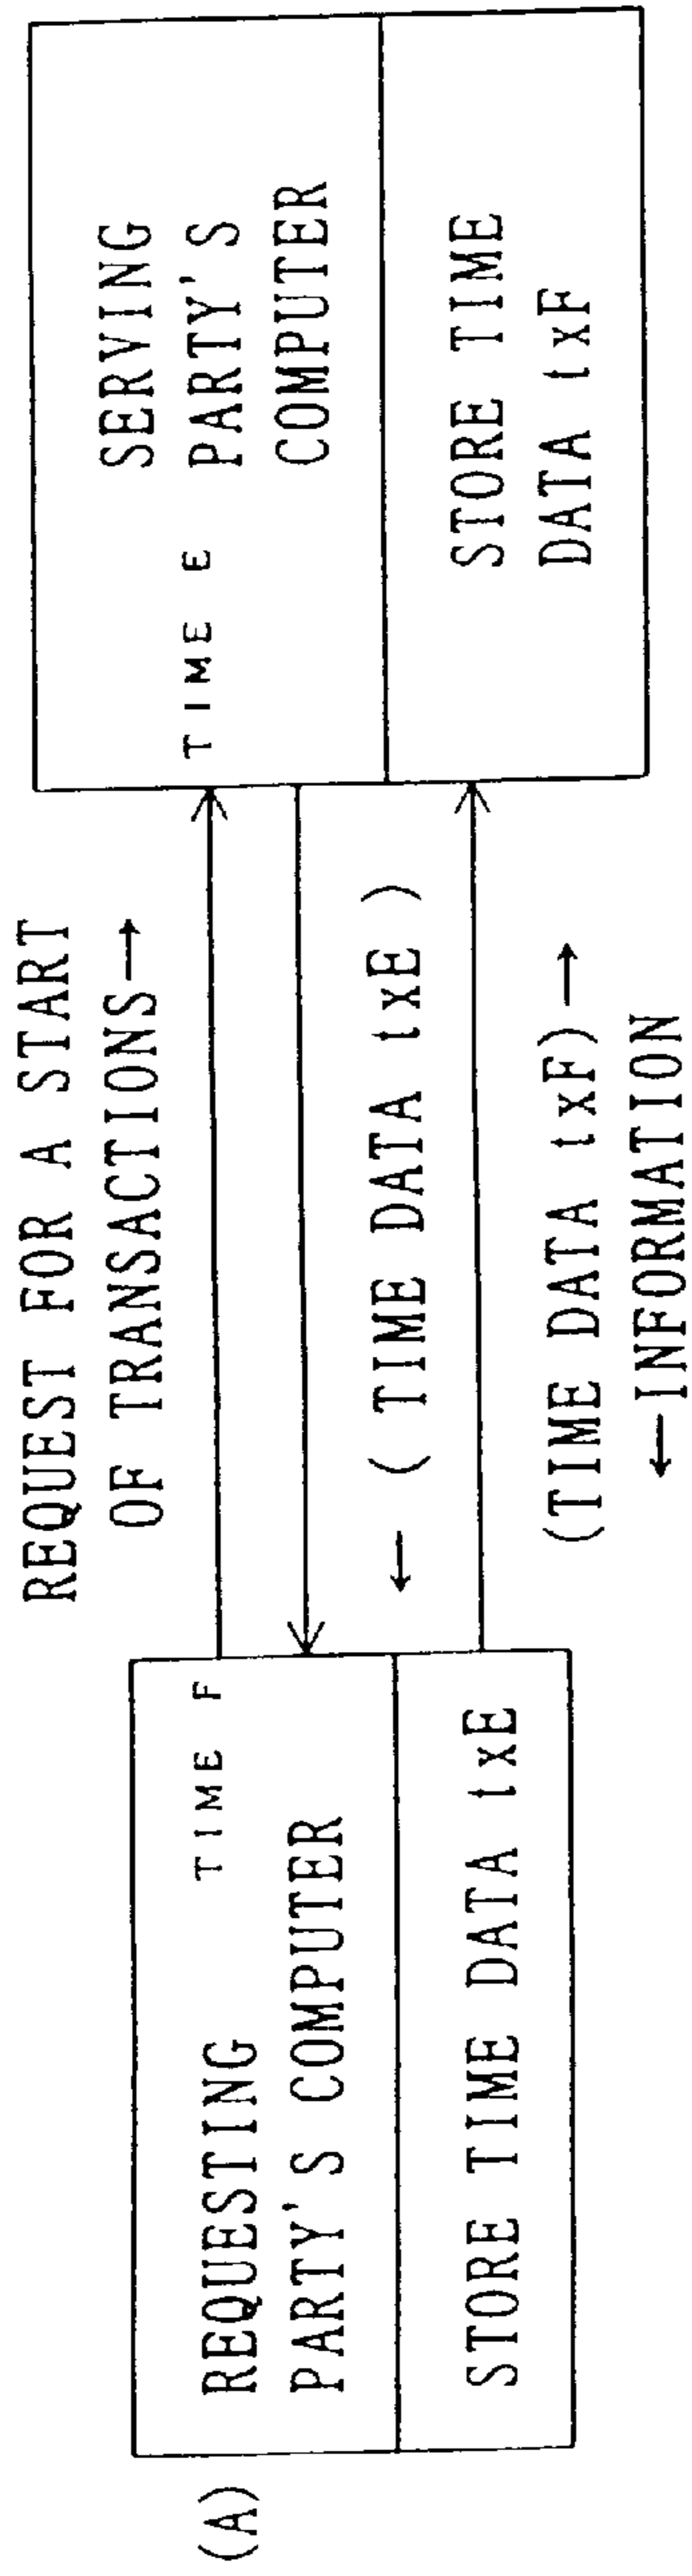 (A)
REQUESTING
PARTY'S COMPUTER
TIME F
STORE TIME DATA txE
REQUEST FOR A START
OF TRANSACTIONS→
← ( TIME DATA txE )
(TIME DATA txF)→
←INFORMATION
SERVING
PARTY'S
COMPUTER
TIME E
STORE TIME
DATA txF